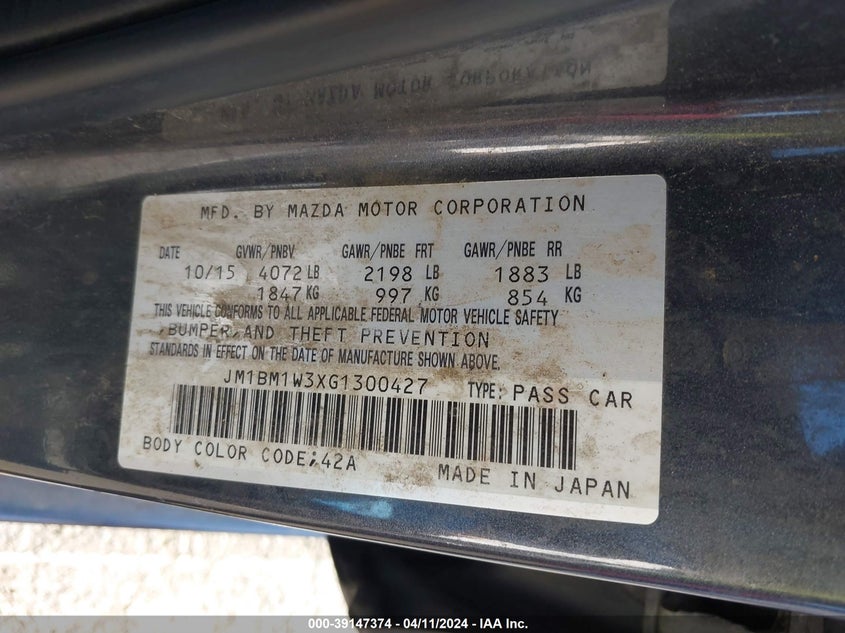 MFD. BY MAZDA MOTOR CORPORATION
DATE GVWR/PNBV GAWR/PNBE FRT GAWR/PNBE RR
10/15 4072 LB 2198 LB 1883 LB
1847 KG 997 KG 854 KG
THIS VEHICLE CONFORMS TO ALL APPLICABLE FEDERAL MOTOR VEHICLE SAFETY
,BUMPER,AND THEFT PREVENTION
STANDARDS IN EFFECT ON THE DATE OF MANUFACTURE SHOWN ABOVE.
JM1BM1W3XG1300427 TYPE: PASS CAR
BODY COLOR CODE;42A MADE IN JAPAN
000-39147374 - 04/11/2024 - IAA Inc.